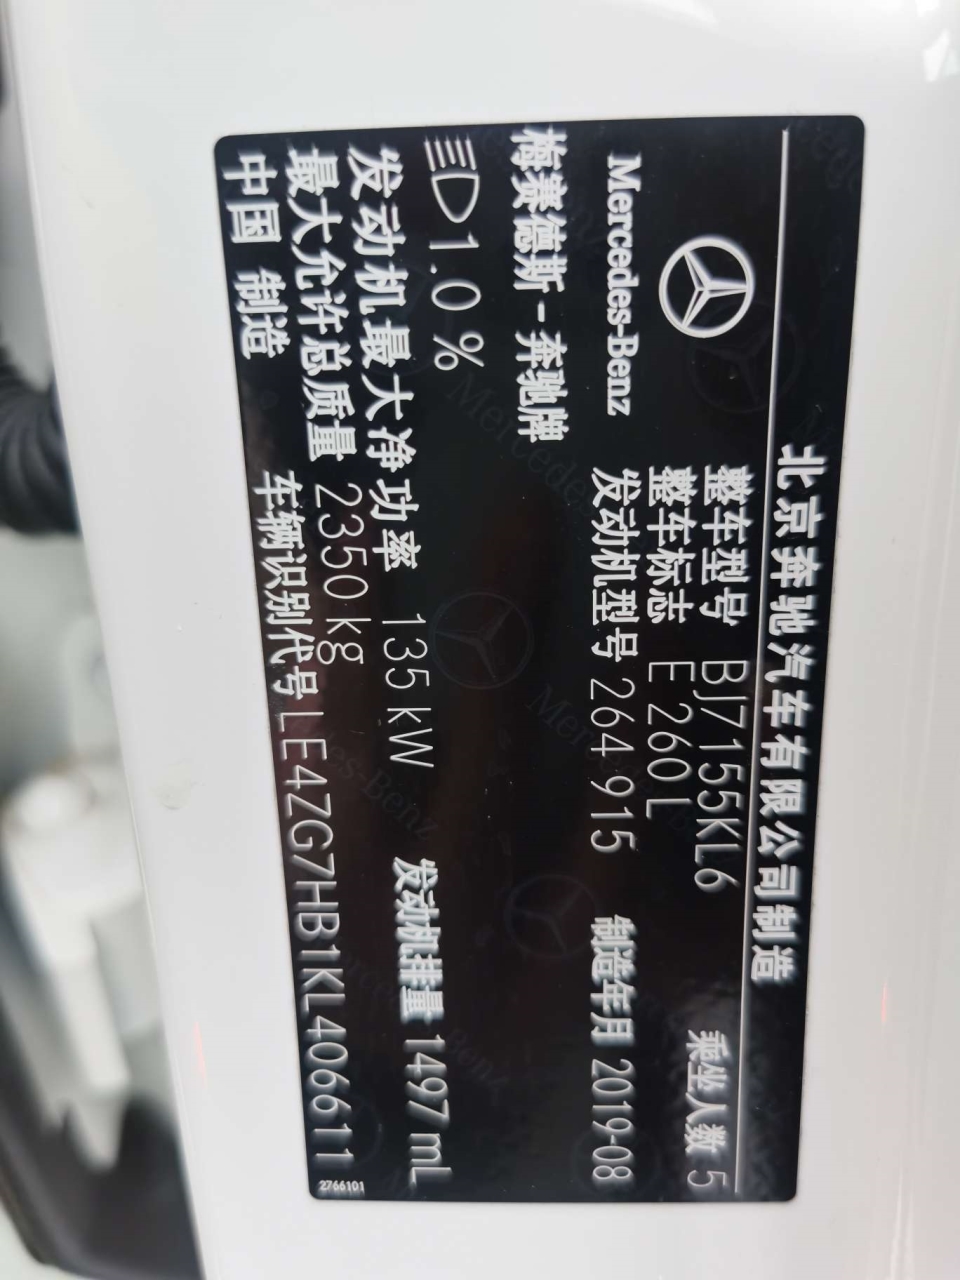 北京奔驰汽车有限公司制造
Mercedes-Benz
梅赛德斯-奔驰牌
整车型号 BJ7155KL6 乘坐人数 5
整车标志 E 260 L
发动机型号 264 915 制造年月 2019-08
1.0 %
发动机最大净功率 135 kW 发动机排量 1497 mL
最大允许总质量 2350 kg
中国 制造 车辆识别代号 LE4ZG7HB1KL406611
2766101